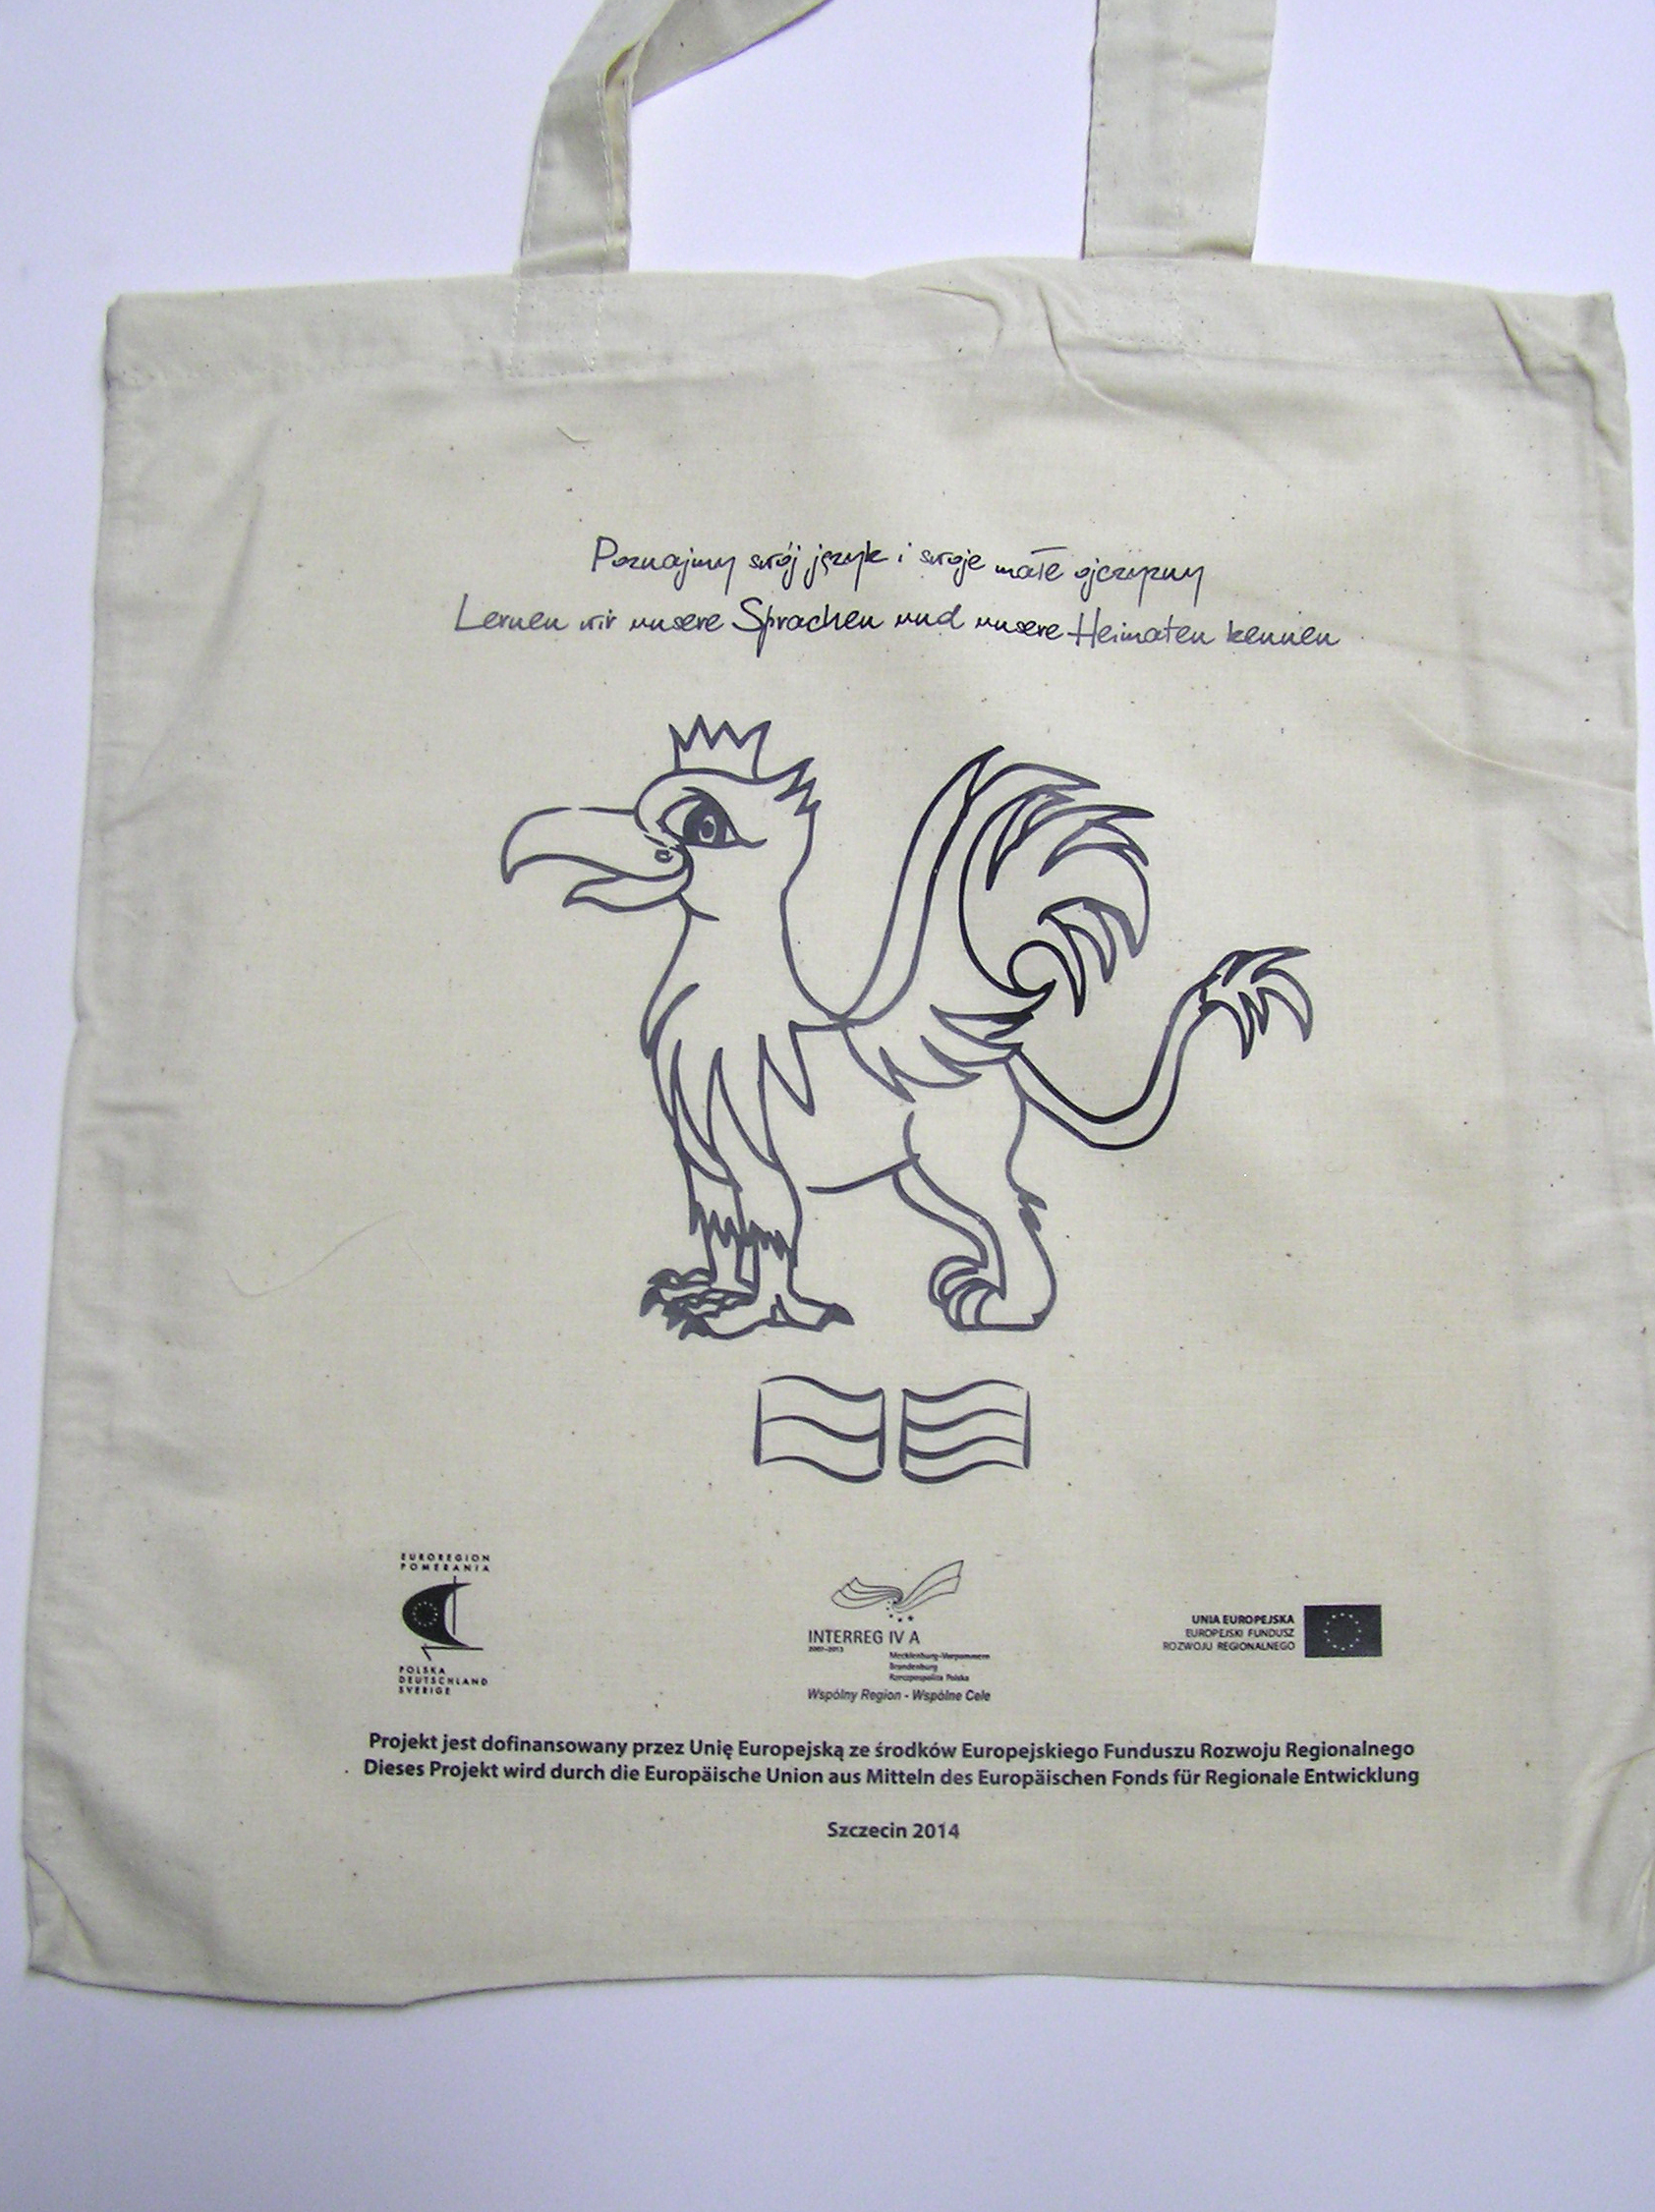 Poznajmy swój język i swoje małe ojczyzny
Lernen wir unsere Sprachen und unsere Heimaten kennen
EUROREGION
POMERANIA
POLSKA
DEUTSCHLAND
SVERIGE
INTERREG IV A
2007-2013
Mecklenburg-Vorpommern
Brandenburg
Rzeczpospolita Polska
Wspólny Region - Wspólne Cele
UNIA EUROPEJSKA
EUROPEJSKI FUNDUSZ
ROZWOJU REGIONALNEGO
Projekt jest dofinansowany przez Unię Europejską ze środków Europejskiego Funduszu Rozwoju Regionalnego
Dieses Projekt wird durch die Europäische Union aus Mitteln des Europäischen Fonds für Regionale Entwicklung
Szczecin 2014